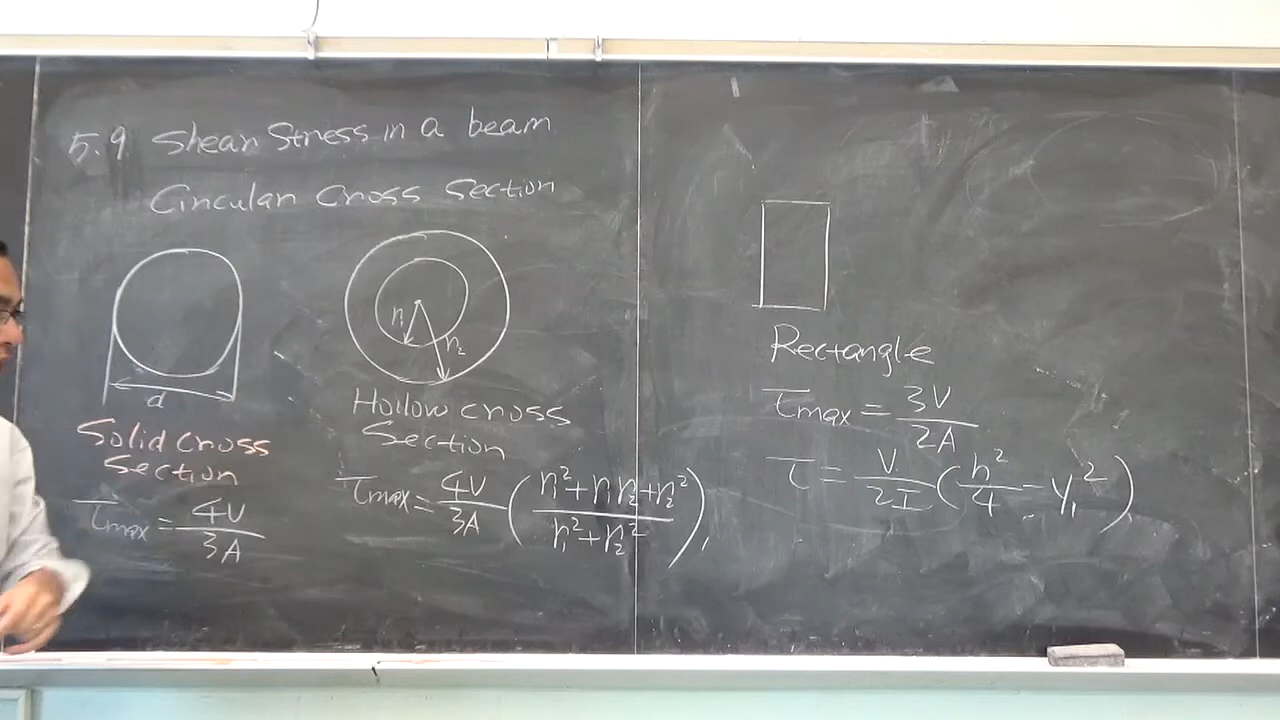 5.9 Shear Stress in a beam
Circular Cross Section
d
Solid Cross
Section
τmax = 4V/3A
r₁
r₂
Hollow cross
Section
τmax = 4V/3A (r₁²+r₁r₂+r₂² / r₁²+r₂²)
Rectangle
τmax = 3V/2A
τ = V/2I (h²/4 - y₁²)